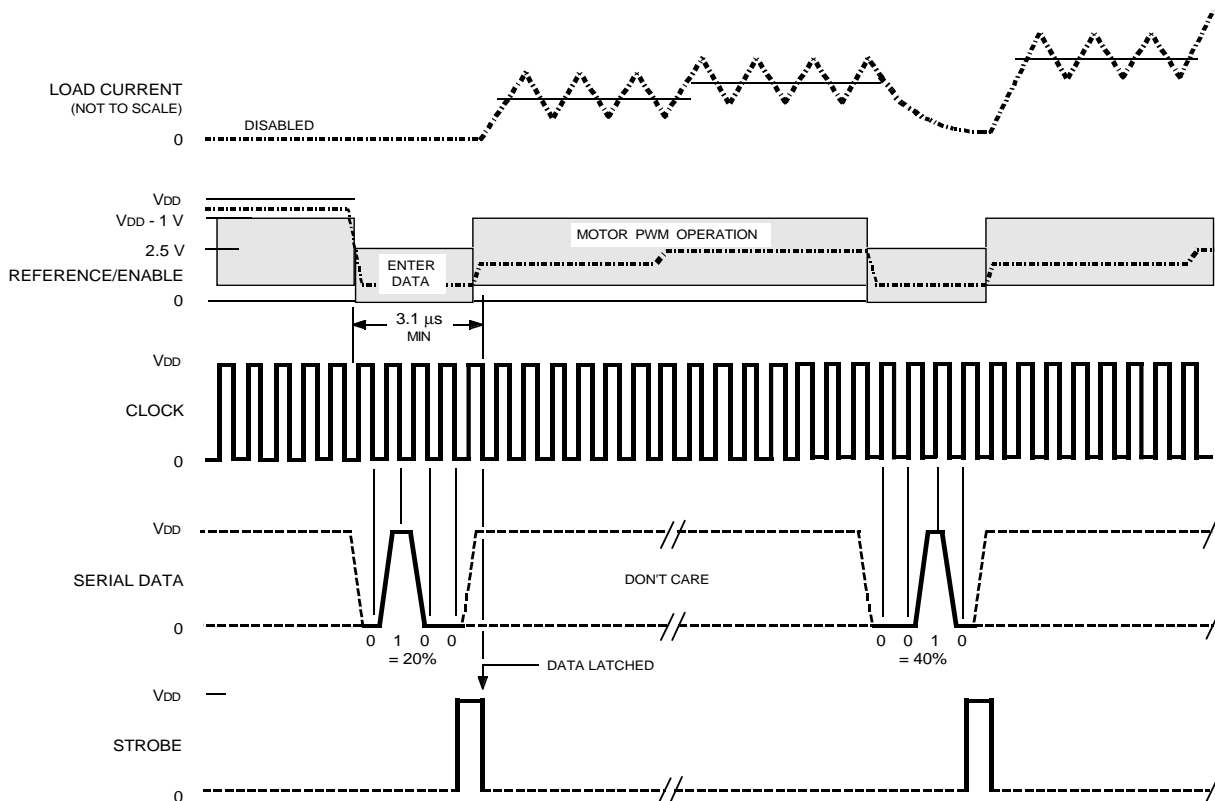 LOAD CURRENT
(NOT TO SCALE)
DISABLED
0
VDD
VDD - 1 V
MOTOR PWM OPERATION
2.5 V
ENTER
DATA
REFERENCE/ENABLE
0
3.1 µs
MIN
VDD
CLOCK
0
VDD
SERIAL DATA
DON'T CARE
0
0 1 0 0
= 20%
0 0 1 0
= 40%
DATA LATCHED
VDD
STROBE
0